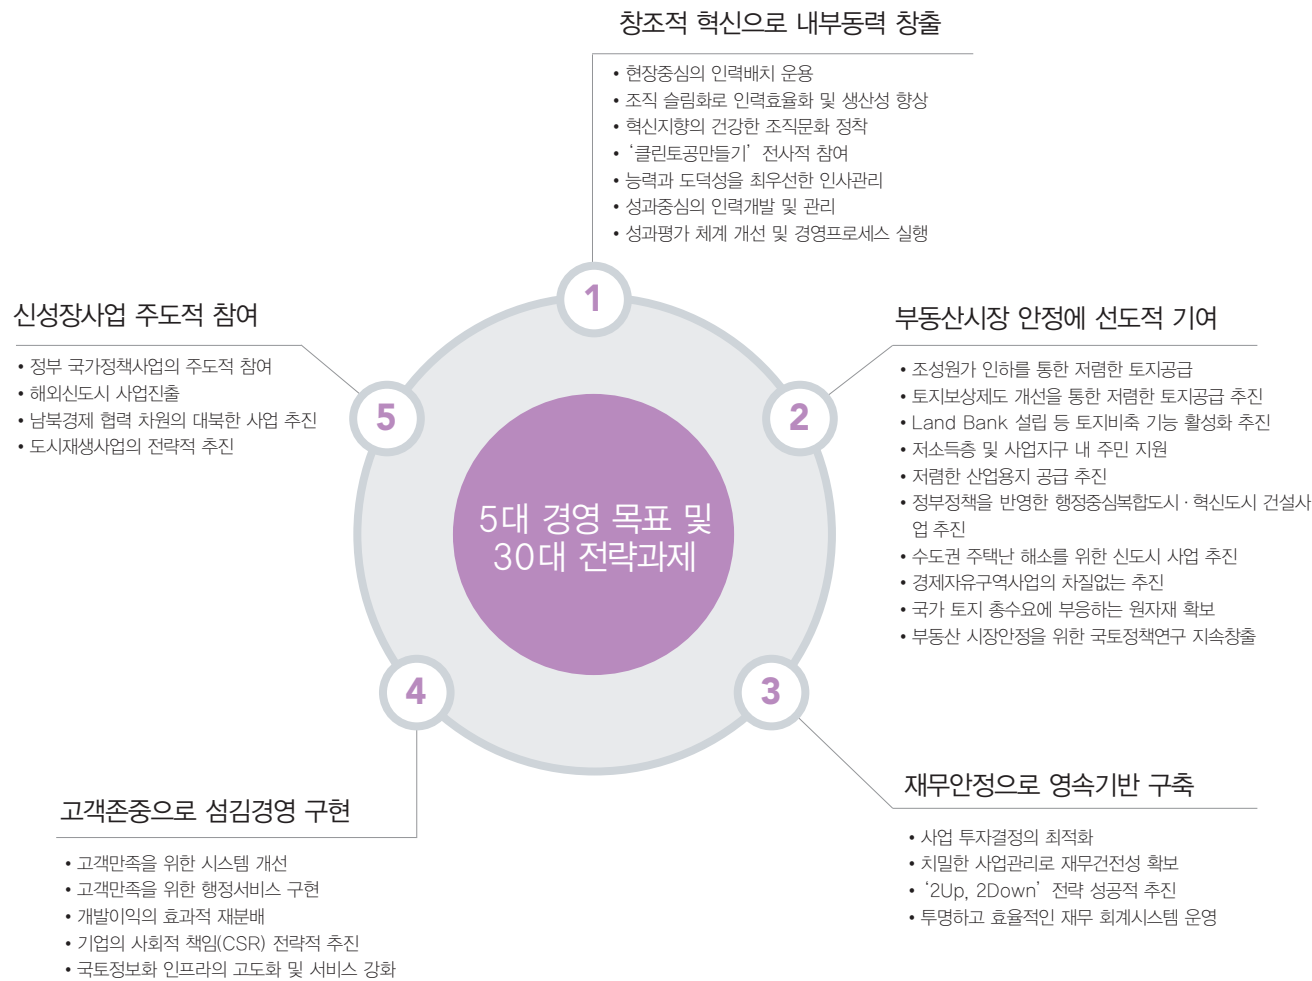 창조적 혁신으로 내부동력 창출
• 현장중심의 인력배치 운용
• 조직 슬림화로 인력효율화 및 생산성 향상
• 혁신지향의 건강한 조직문화 정착
• ‘클린토공만들기’ 전사적 참여
• 능력과 도덕성을 최우선한 인사관리
• 성과중심의 인력개발 및 관리
• 성과평가 체계 개선 및 경영프로세스 실행
1
부동산시장 안정에 선도적 기여
• 조성원가 인하를 통한 저렴한 토지공급
• 토지보상제도 개선을 통한 저렴한 토지공급 추진
• Land Bank 설립 등 토지비축 기능 활성화 추진
• 저소득층 및 사업지구 내 주민 지원
• 저렴한 산업용지 공급 추진
• 정부정책을 반영한 행정중심복합도시·혁신도시 건설사
업 추진
• 수도권 주택난 해소를 위한 신도시 사업 추진
• 경제자유구역사업의 차질없는 추진
• 국가 토지 총수요에 부응하는 원자재 확보
• 부동산 시장안정을 위한 국토정책연구 지속창출
2
신성장사업 주도적 참여
• 정부 국가정책사업의 주도적 참여
• 해외신도시 사업진출
• 남북경제 협력 차원의 대북한 사업 추진
• 도시재생사업의 전략적 추진
5
5대 경영 목표 및
30대 전략과제
3
재무안정으로 영속기반 구축
• 사업 투자결정의 최적화
• 치밀한 사업관리로 재무건전성 확보
• ‘2Up, 2Down’ 전략 성공적 추진
• 투명하고 효율적인 재무 회계시스템 운영
4
고객존중으로 섬김경영 구현
• 고객만족을 위한 시스템 개선
• 고객만족을 위한 행정서비스 구현
• 개발이익의 효과적 재분배
• 기업의 사회적 책임(CSR) 전략적 추진
• 국토정보화 인프라의 고도화 및 서비스 강화